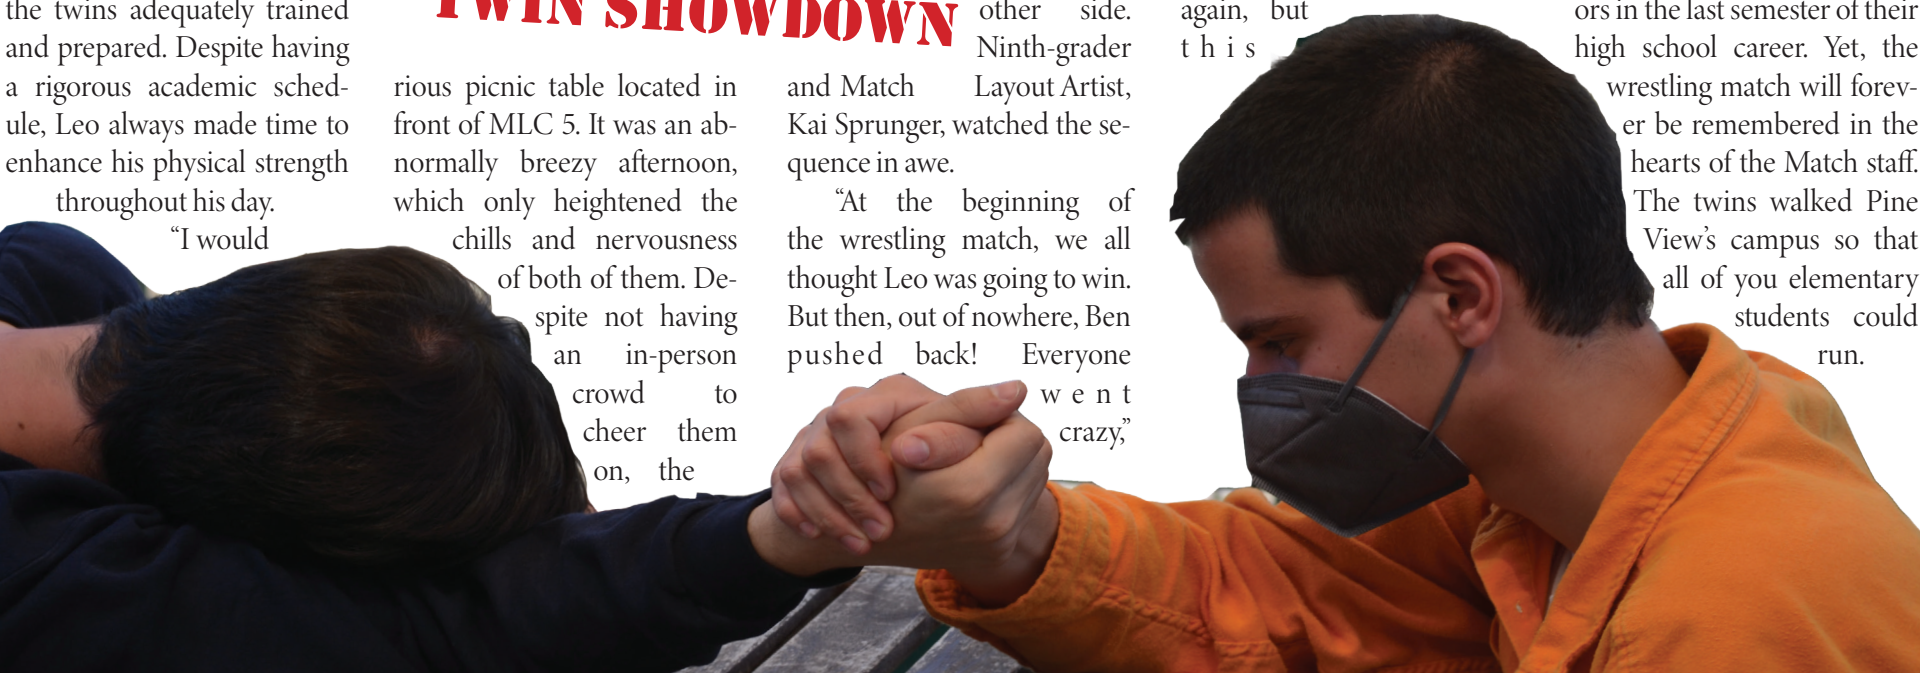 the twins adequately trained
and prepared. Despite having
a rigorous academic sched-
ule, Leo always made time to
enhance his physical strength
throughout his day.
“I would
TWIN SHOWDOWN
rious picnic table located in
front of MLC 5. It was an ab-
normally breezy afternoon,
which only heightened the
chills and nervousness
of both of them. De-
spite not having
an in-person
crowd to
cheer them
on, the
other side.
Ninth-grader
and Match Layout Artist,
Kai Sprunger, watched the se-
quence in awe.
“At the beginning of
the wrestling match, we all
thought Leo was going to win.
But then, out of nowhere, Ben
pushed back! Everyone
went
crazy,”
again, but
this
ors in the last semester of their
high school career. Yet, the
wrestling match will forev-
er be remembered in the
hearts of the Match staff.
The twins walked Pine
View’s campus so that
all of you elementary
students could
run.